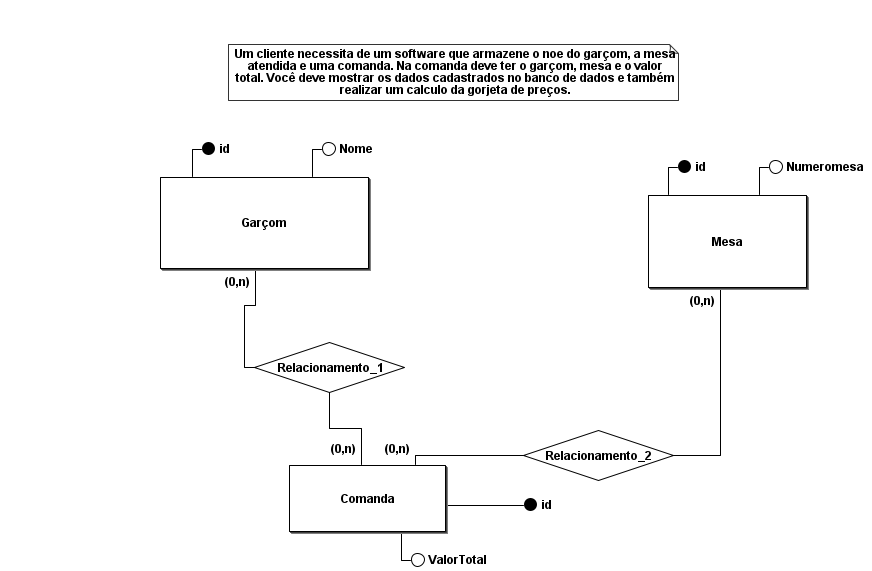 Um cliente necessita de um software que armazene o noe do garçom, a mesa
atendida e uma comanda. Na comanda deve ter o garçom, mesa e o valor
total. Você deve mostrar os dados cadastrados no banco de dados e também
realizar um calculo da gorjeta de preços.
id
Nome
id
Numeromesa
Garçom
Mesa
(0,n)
(0,n)
Relacionamento_1
(0,n)
(0,n)
Relacionamento_2
Comanda
id
ValorTotal